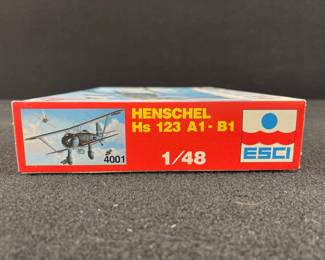 HENSCHEL
Hs 123 A1-B1
4001
1/48
ESCI